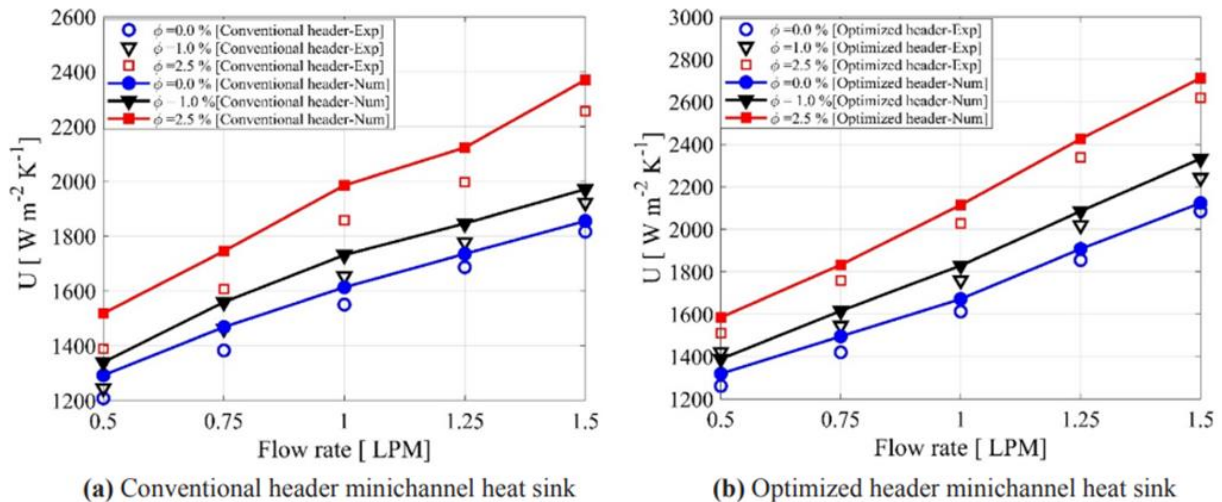 2600
2400
2200
2000
1800
1600
1400
1200
U [ W m-2 K-1]
ϕ=0.0 % [Conventional header-Exp]
ϕ=1.0 % [Conventional header-Exp]
ϕ=2.5 % [Conventional header-Exp]
ϕ=0.0 % [Conventional header-Num]
ϕ= 1.0 %[Conventional header-Num]
ϕ=2.5 % [Conventional header-Num]
0.5 0.75 1 1.25 1.5
Flow rate [ LPM]
(a) Conventional header minichannel heat sink
3000
2800
2600
2400
2200
2000
1800
1600
1400
1200
U [ W m-2 K-1]
ϕ=0.0 % [Optimized header-Exp]
ϕ=1.0 % [Optimized header-Exp]
ϕ=2.5 % [Optimized header-Exp]
ϕ=0.0 % [Optimized header-Num]
ϕ= 1.0 % [Optimized header-Num]
ϕ=2.5 % [Optimized header-Num]
0.5 0.75 1 1.25 1.5
Flow rate [ LPM]
(b) Optimized header minichannel heat sink